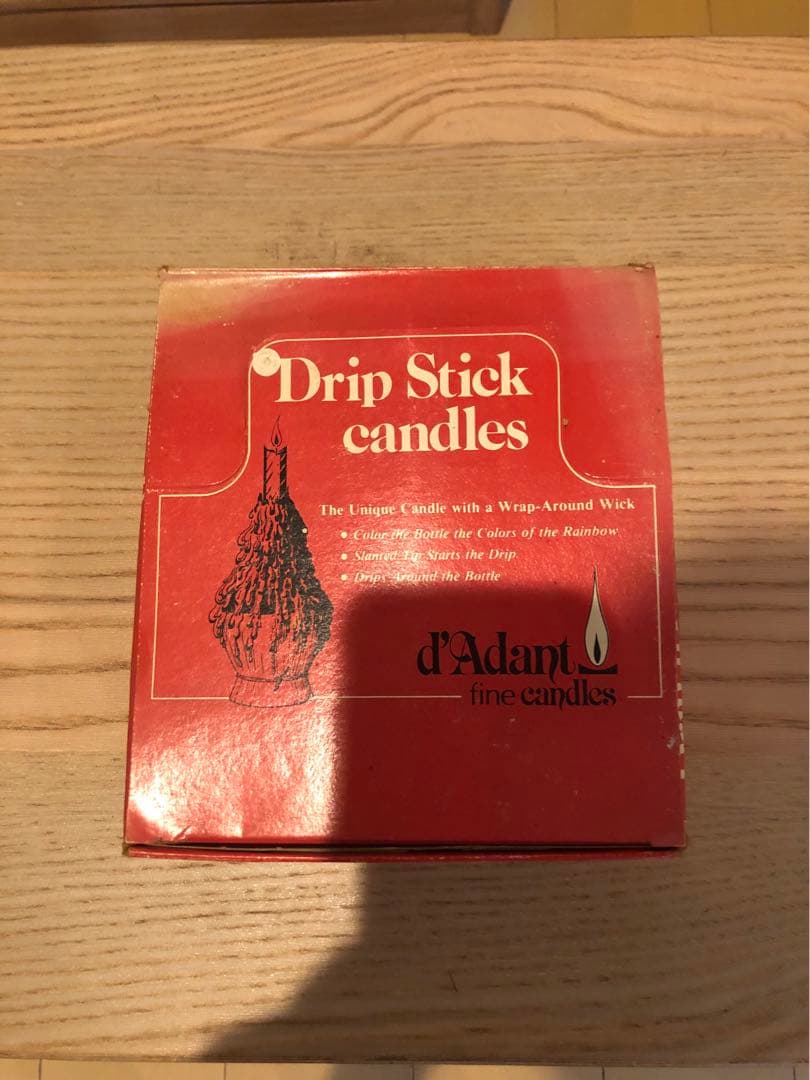 Drip Stick
candles
The Unique Candle with a Wrap-Around Wick
• Color the Bottle the Colors of the Rainbow
• Slanted Tip Starts the Drip.
• Drips Around the Bottle
d'Adant
fine candles